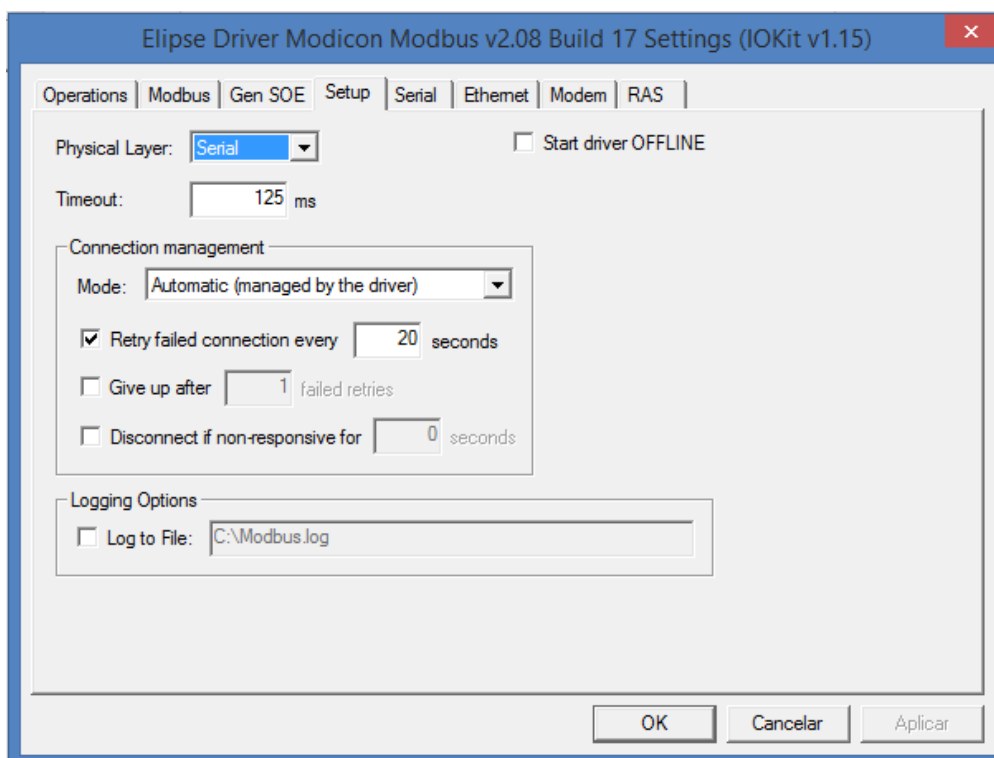 Elipse Driver Modicon Modbus v2.08 Build 17 Settings (IOKit v1.15)
Operations Modbus Gen SOE Setup Serial Ethernet Modem RAS
Physical Layer: Serial Start driver OFFLINE
Timeout: 125 ms
Connection management
Mode: Automatic (managed by the driver)
Retry failed connection every 20 seconds
Give up after 1 failed retries
Disconnect if non-responsive for 0 seconds
Logging Options
Log to File: C:\Modbus.log
OK Cancelar Aplicar